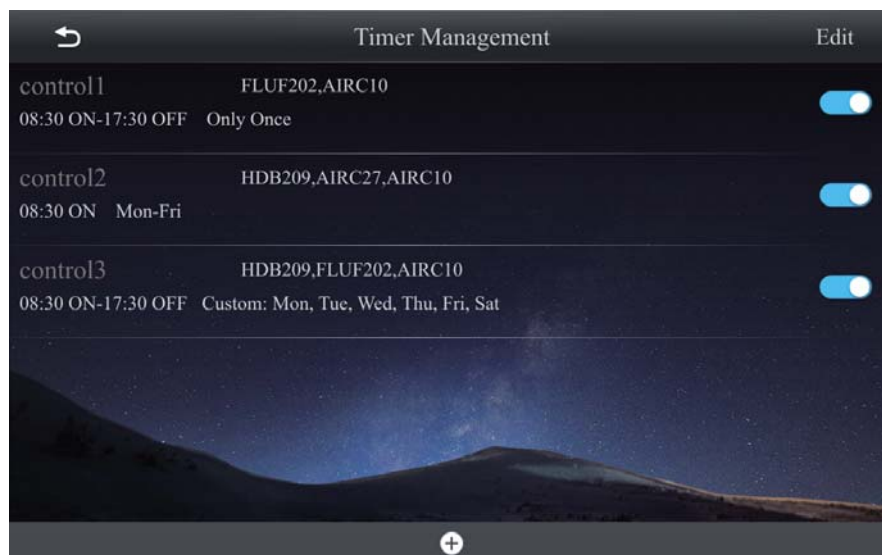 Timer Management Edit
control1 FLUF202,AIRC10
08:30 ON-17:30 OFF Only Once
control2 HDB209,AIRC27,AIRC10
08:30 ON Mon-Fri
control3 HDB209,FLUF202,AIRC10
08:30 ON-17:30 OFF Custom: Mon, Tue, Wed, Thu, Fri, Sat